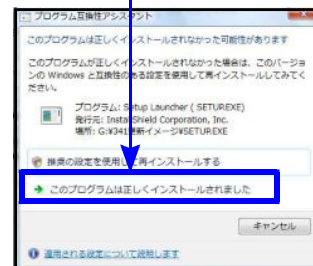 プログラム互換性アシスタント
このプログラムは正しくインストールされなかった可能性があります
このプログラムが正しくインストールされなかった場合は、このバージョ
ンの Windows と互換性のある設定を使用して再インストールしてみてく
ださい。
プログラム: Setup Launcher ( SETUP.EXE)
発行元: InstallShield Corporation, Inc.
場所: G:¥341更新イメージ¥SETUP.EXE
推奨の設定を使用して再インストールする
このプログラムは正しくインストールされました
キャンセル
適用される設定について説明します